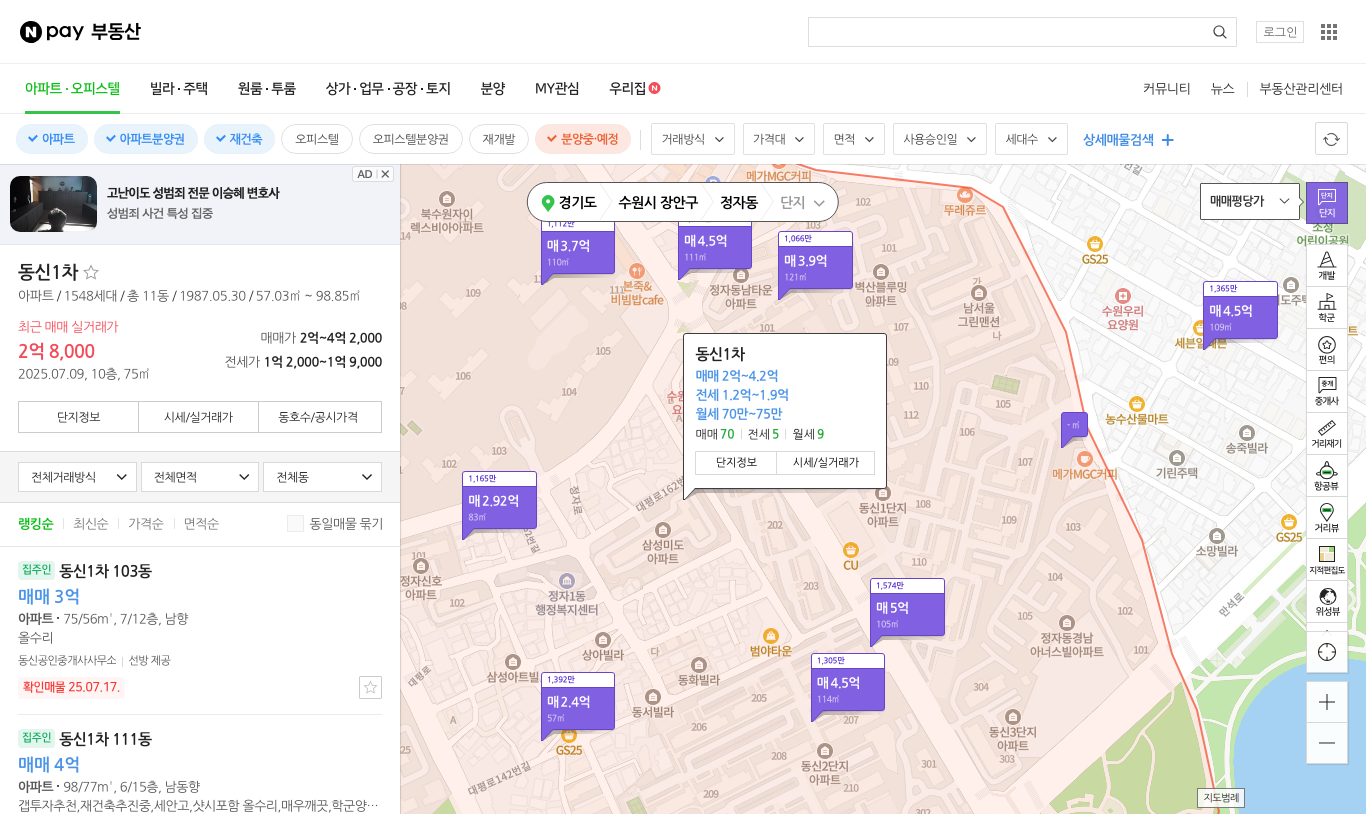 N pay 부동산
로그인
아파트·오피스텔
빌라·주택
원룸·투룸
상가·업무·공장·토지
분양
MY관심
우리집 N
커뮤니티
뉴스
부동산관리센터
아파트
아파트분양권
재건축
오피스텔
오피스텔분양권
재개발
분양중·예정
거래방식
가격대
면적
사용승인일
세대수
상세매물검색
AD
고난이도 성범죄 전문 이승혜 변호사
성범죄 사건 특성 집중
동신1차
아파트 / 1548세대 / 총 11동 / 1987.05.30 / 57.03㎡ ~ 98.85㎡
최근 매매 실거래가
2억 8,000
2025.07.09, 10층, 75㎡
매매가 2억~4억 2,000
전세가 1억 2,000~1억 9,000
단지정보
시세/실거래가
동호수/공시가격
전체거래방식
전체면적
전체동
랭킹순
최신순
가격순
면적순
동일매물 묶기
집주인 동신1차 103동
매매 3억
아파트 · 75/56m², 7/12층, 남향
올수리
동신공인중개사사무소
선방 제공
확인매물 25.07.17.
집주인 동신1차 111동
매매 4억
아파트 · 98/77m², 6/15층, 남동향
갭투자추천,재건축추진중,세안고,샷시포함 올수리,매우깨끗,학군양···
경기도
수원시 장안구
정자동
단지
메가MGC커피
뚜레쥬르
북수원자이
렉스비아아파트
1,112만
매3.7억
110㎡
매4.5억
111㎡
1,066만
매3.9억
121㎡
본죽&
비빔밥cafe
정자동남타운
아파트
벽산블루밍
아파트
남서울
그린맨션
GS25
수원우리
요양원
세븐일레븐
1,365만
매4.5억
109㎡
소정
어린이공원
매매평당가
단지
단지
개발
학군
편의
중개
중개사
거리재기
항공뷰
거리뷰
지적편집도
위성뷰
동신1차
매매 2억~4.2억
전세 1.2억~1.9억
월세 70만~75만
매매 70
전세 5
월세 9
단지정보
시세/실거래가
- ㎡
농수산물마트
송죽빌라
메가MGC커피
기린주택
소망빌라
GS25
1,165만
매2.92억
83㎡
정자로
대평로162번길
동신1차
아파트
삼성미도
아파트
CU
정자신호
아파트
정자1동
행정복지센터
1,574만
매5억
105㎡
정자동경남
아너스빌아파트
만석로
범야타운
상아빌라
삼성아트빌
동화빌라
동서빌라
1,305만
매4.5억
114㎡
1,392만
매2.4억
57㎡
GS25
대평로
대평로142번길
동신2단지
아파트
동신3단지
아파트
지도범례